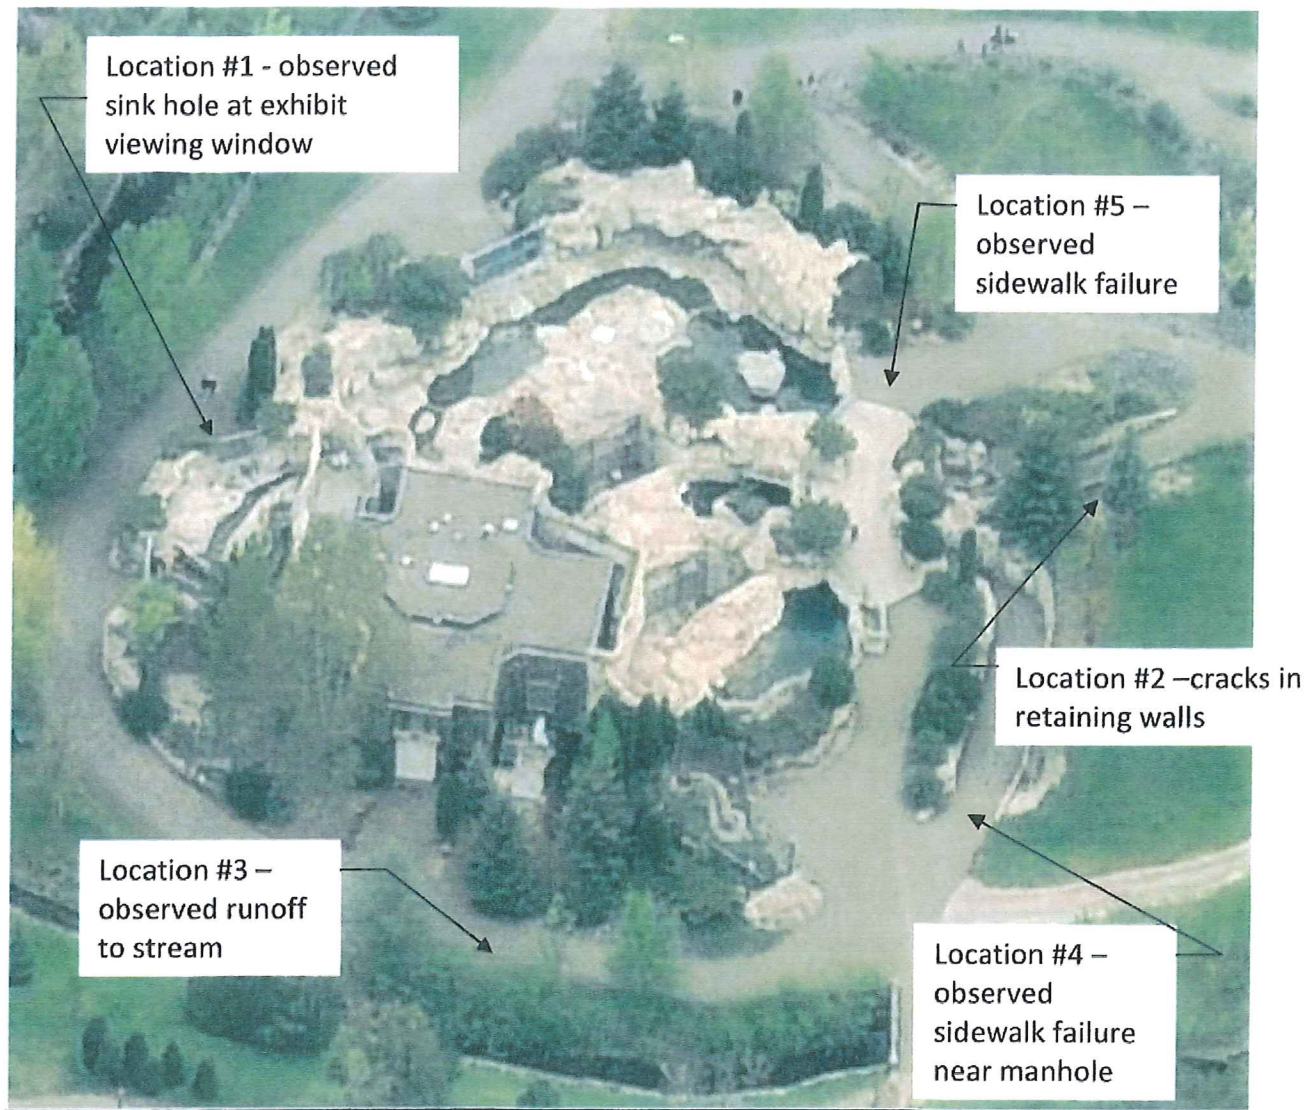 Location #1 - observed
sink hole at exhibit
viewing window
Location #5 –
observed
sidewalk failure
Location #2 –cracks in
retaining walls
Location #3 –
observed runoff
to stream
Location #4 –
observed
sidewalk failure
near manhole